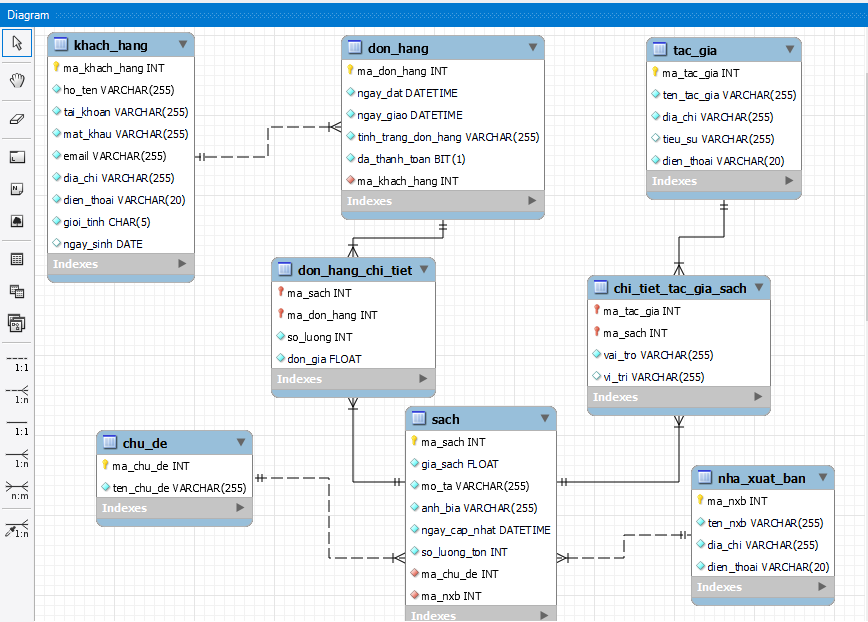 Diagram
khach_hang
ma_khach_hang INT
ho_ten VARCHAR(255)
tai_khoan VARCHAR(255)
mat_khau VARCHAR(255)
email VARCHAR(255)
dia_chi VARCHAR(255)
dien_thoai VARCHAR(20)
gioi_tinh CHAR(5)
ngay_sinh DATE
Indexes
don_hang
ma_don_hang INT
ngay_dat DATETIME
ngay_giao DATETIME
tinh_trang_don_hang VARCHAR(255)
da_thanh_toan BIT(1)
ma_khach_hang INT
Indexes
tac_gia
ma_tac_gia INT
ten_tac_gia VARCHAR(255)
dia_chi VARCHAR(255)
tieu_su VARCHAR(255)
dien_thoai VARCHAR(20)
Indexes
don_hang_chi_tiet
ma_sach INT
ma_don_hang INT
so_luong INT
don_gia FLOAT
Indexes
chi_tiet_tac_gia_sach
ma_tac_gia INT
ma_sach INT
vai_tro VARCHAR(255)
vi_tri VARCHAR(255)
Indexes
chu_de
ma_chu_de INT
ten_chu_de VARCHAR(255)
Indexes
sach
ma_sach INT
gia_sach FLOAT
mo_ta VARCHAR(255)
anh_bia VARCHAR(255)
ngay_cap_nhat DATETIME
so_luong_ton INT
ma_chu_de INT
ma_nxb INT
Indexes
nha_xuat_ban
ma_nxb INT
ten_nxb VARCHAR(255)
dia_chi VARCHAR(255)
dien_thoai VARCHAR(20)
Indexes
1:1
1:n
1:1
1:n
n:m
1:n